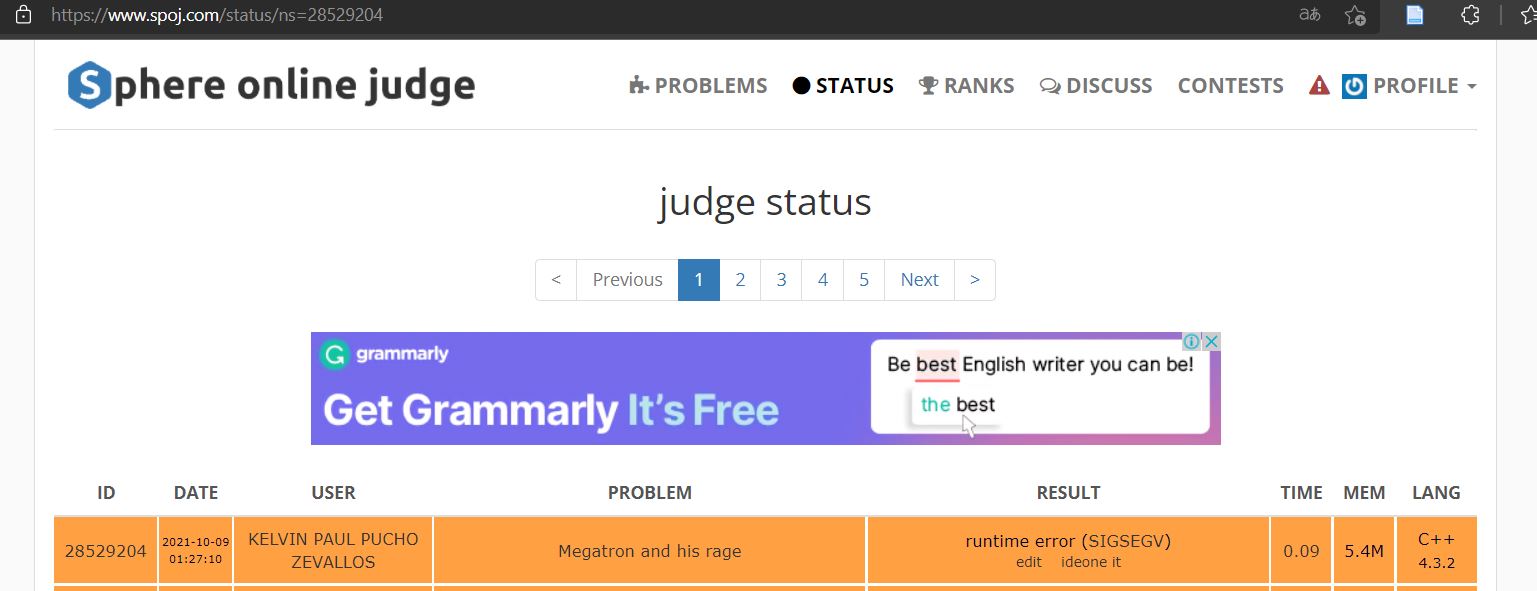 https://www.spoj.com/status/ns=28529204
Sphere online judge
PROBLEMS STATUS RANKS DISCUSS CONTESTS PROFILE
judge status
< Previous 1 2 3 4 5 Next >
grammarly
Get Grammarly It's Free
Be best English writer you can be!
the best
ID DATE USER PROBLEM RESULT TIME MEM LANG
28529204 2021-10-09 01:27:10 KELVIN PAUL PUCHO ZEVALLOS Megatron and his rage runtime error (SIGSEGV) edit ideone it 0.09 5.4M C++ 4.3.2